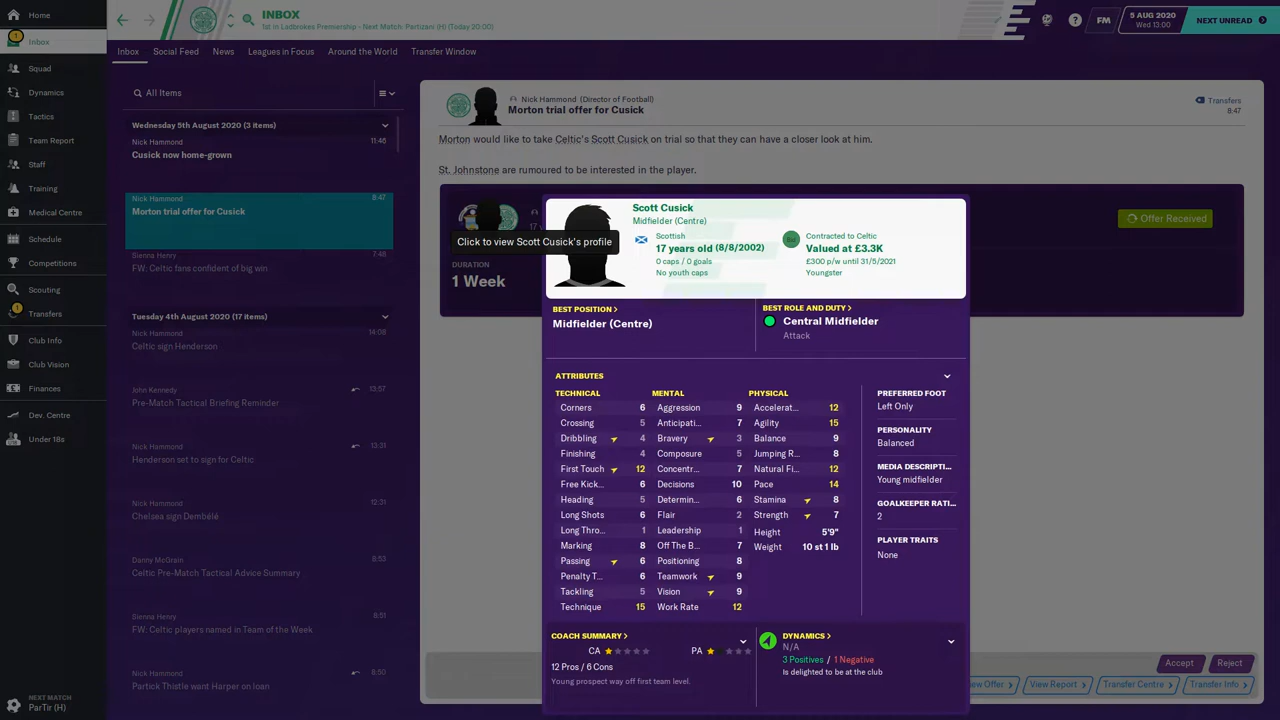 Home
INBOX
1st in Ladbrokes Premiership - Next Match: Partizani (H) (Today 20:00)
FM
5 AUG 2020
Wed 13:00
NEXT UNREAD
1
Inbox
Squad
Dynamics
Tactics
Team Report
Staff
Training
Medical Centre
Schedule
Competitions
Scouting
1
Transfers
Club Info
Club Vision
Finances
Dev. Centre
Under 18s
NEXT MATCH
ParTir (H)
Inbox
Social Feed
News
Leagues in Focus
Around the World
Transfer Window
All Items
Wednesday 5th August 2020 (3 items)
Nick Hammond
11:46
Cusick now home-grown
Nick Hammond
8:47
Morton trial offer for Cusick
Sienna Henry
7:48
FW: Celtic fans confident of big win
Tuesday 4th August 2020 (17 items)
Nick Hammond
14:08
Celtic sign Henderson
John Kennedy
13:57
Pre-Match Tactical Briefing Reminder
Nick Hammond
13:31
Henderson set to sign for Celtic
Nick Hammond
12:31
Chelsea sign Dembélé
Danny McGrain
8:53
Celtic Pre-Match Tactical Advice Summary
Sienna Henry
8:51
FW: Celtic players named in Team of the Week
Nick Hammond
8:50
Partick Thistle want Harper on loan
Nick Hammond (Director of Football)
Morton trial offer for Cusick
Transfers
8:47
Morton would like to take Celtic's Scott Cusick on trial so that they can have a closer look at him.
St. Johnstone are rumoured to be interested in the player.
17
Offer Received
DURATION
1 Week
Click to view Scott Cusick's profile
Scott Cusick
Midfielder (Centre)
Scottish
17 years old (8/8/2002)
0 caps / 0 goals
No youth caps
Contracted to Celtic
Valued at £3.3K
£300 p/w until 31/5/2021
Youngster
BEST POSITION >
Midfielder (Centre)
BEST ROLE AND DUTY >
Central Midfielder
Attack
ATTRIBUTES
TECHNICAL
MENTAL
PHYSICAL
Corners 6 Aggression 9 Accelerat... 12
Crossing 5 Anticipati... 7 Agility 15
Dribbling 4 Bravery 3 Balance 9
Finishing 4 Composure 5 Jumping R... 8
First Touch 12 Concentr... 7 Natural Fi... 12
Free Kick... 6 Decisions 10 Pace 14
Heading 5 Determin... 6 Stamina 8
Long Shots 6 Flair 2 Strength 7
Long Thro... 1 Leadership 1 Height 5'9"
Marking 8 Off The B... 7 Weight 10 st 1 lb
Passing 6 Positioning 8
Penalty T... 6 Teamwork 9
Tackling 5 Vision 9
Technique 15 Work Rate 12
PREFERRED FOOT
Left Only
PERSONALITY
Balanced
MEDIA DESCRIPTI...
Young midfielder
GOALKEEPER RATI...
2
PLAYER TRAITS
None
COACH SUMMARY >
CA
PA
12 Pros / 6 Cons
Young prospect way off first team level.
DYNAMICS >
N/A
3 Positives / 1 Negative
Is delighted to be at the club
Accept
Reject
View Report >
Transfer Centre >
Transfer Info >